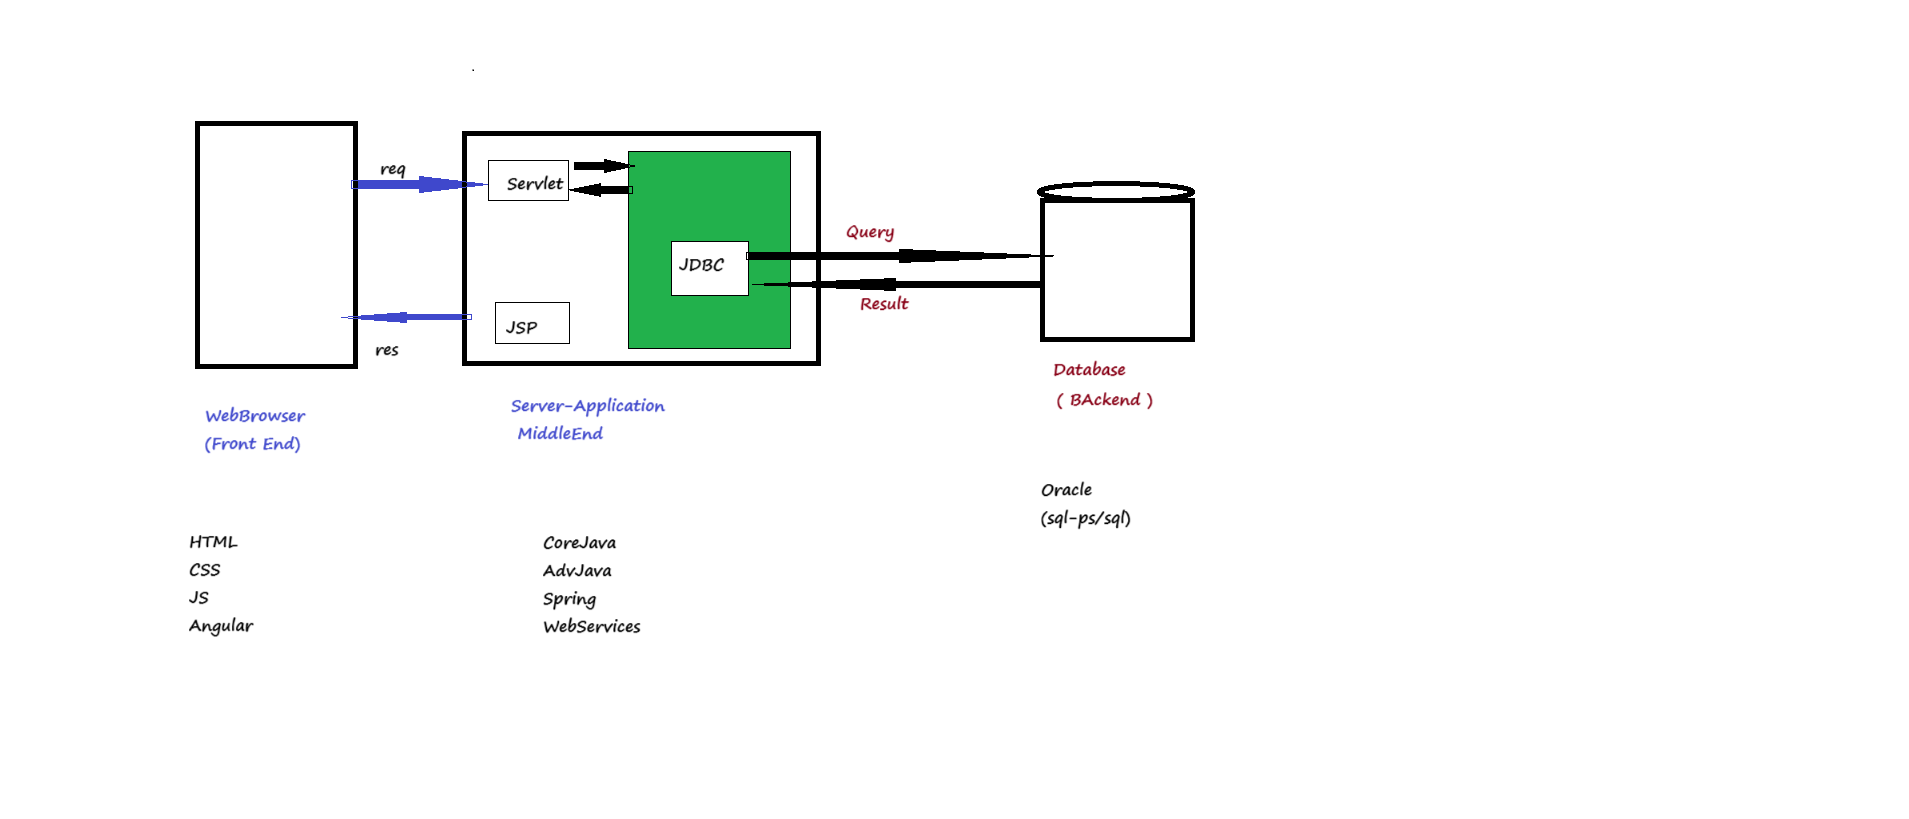 req
Servlet
Query
JDBC
Result
JSP
res
Database
( BAckend )
WebBrowser
(Front End)
Server-Application
MiddleEnd
Oracle
(sql-ps/sql)
HTML
CSS
JS
Angular
CoreJava
AdvJava
Spring
WebServices